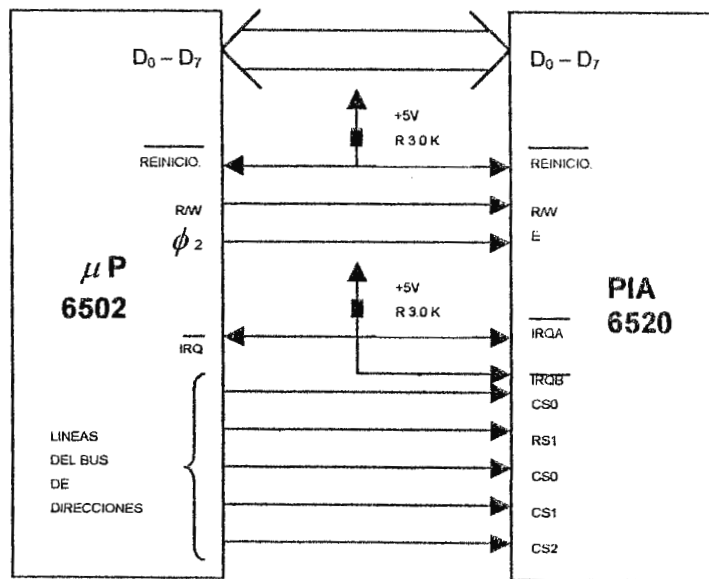 D0 – D7
D0 – D7
+5V
R 3.0 K
REINICIO.
REINICIO.
R/W
R/W
ϕ 2
E
μ P
6502
PIA
6520
+5V
R 3.0 K
IRQ
IRQA
IRQB
CS0
LINEAS
DEL BUS
DE
DIRECCIONES
RS1
CS0
CS1
CS2